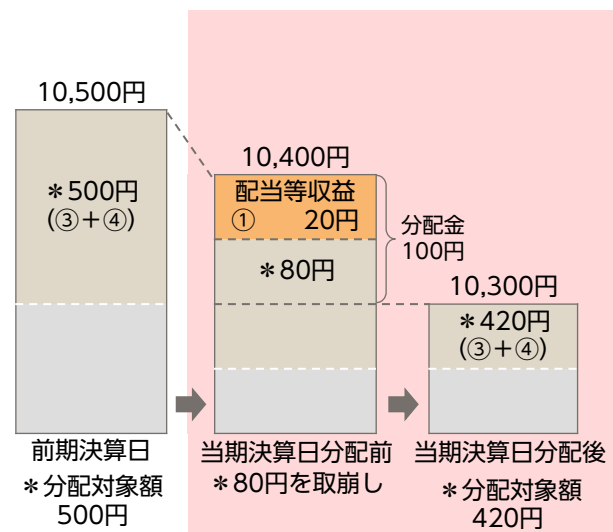 10,500円
＊500円
(③＋④)
前期決算日
＊分配対象額
500円
10,400円
配当等収益
① 20円
＊80円
分配金
100円
当期決算日分配前
＊80円を取崩し
10,300円
＊420円
(③＋④)
当期決算日分配後
＊分配対象額
420円